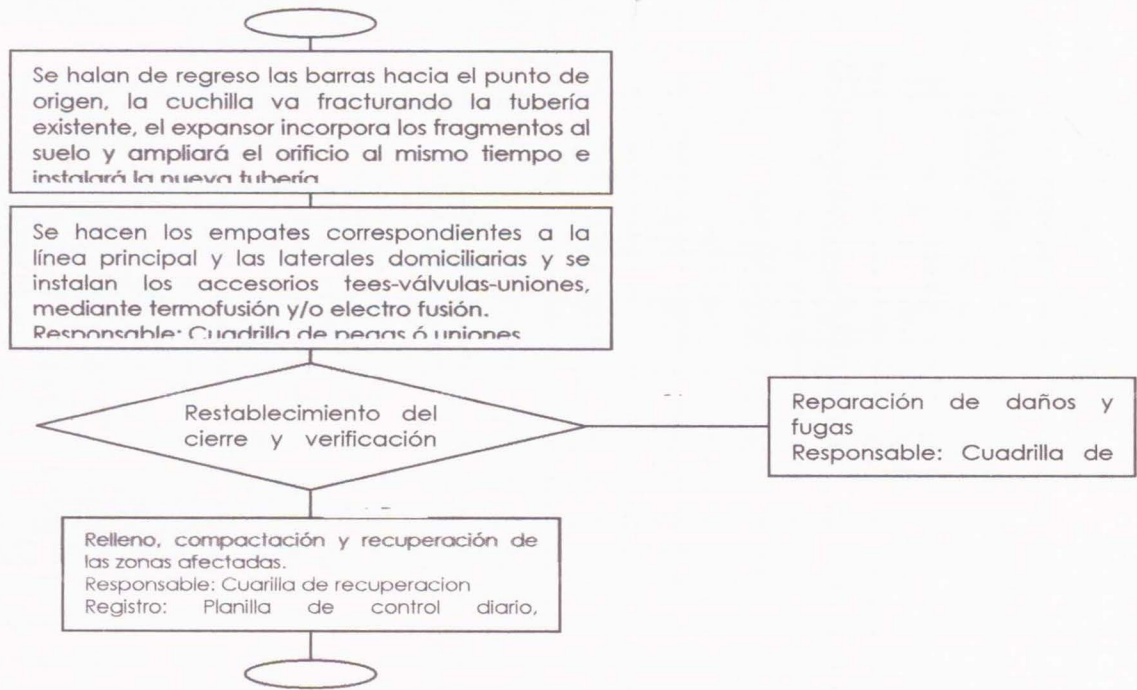 Se halan de regreso las barras hacia el punto de
origen, la cuchilla va fracturando la tubería
existente, el expansor incorpora los fragmentos al
suelo y ampliará el orificio al mismo tiempo e
instalará la nueva tubería
Se hacen los empates correspondientes a la
línea principal y las laterales domiciliarias y se
instalan los accesorios tees-válvulas-uniones,
mediante termofusión y/o electro fusión.
Responsable: Cuadrilla de pegas ó uniones
Restablecimiento del
cierre y verificación
Reparación de daños y
fugas
Responsable: Cuadrilla de
Relleno, compactación y recuperación de
las zonas afectadas.
Responsable: Cuarilla de recuperacion
Registro: Planilla de control diario,